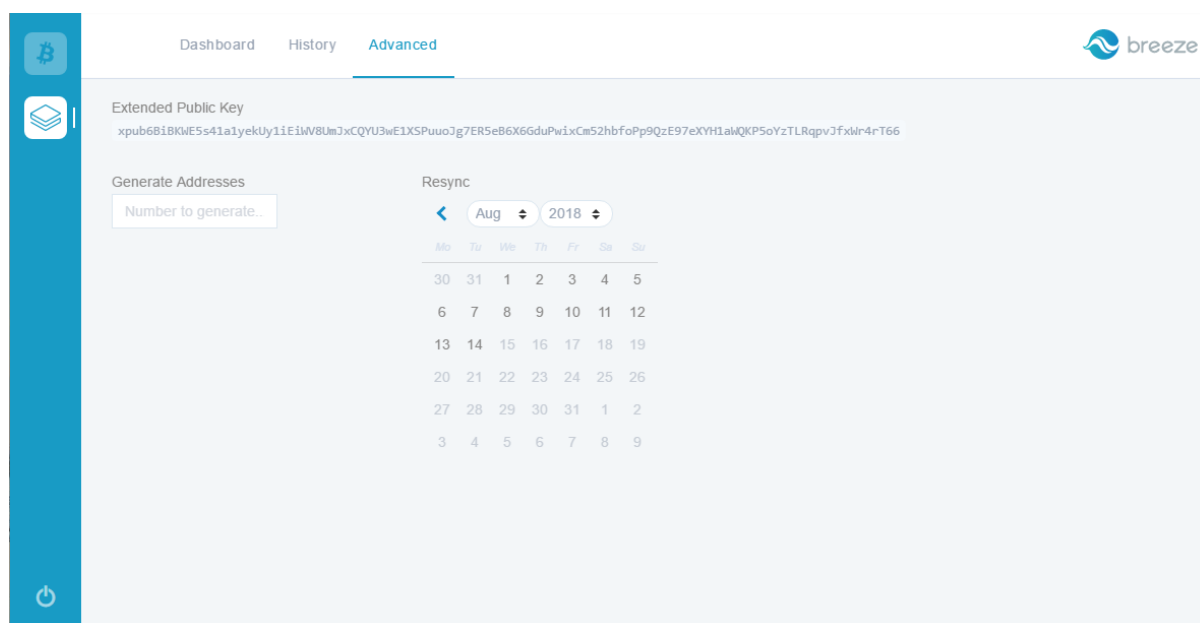 Dashboard History Advanced breeze
Extended Public Key
xpub6BiBKWE5s41a1yekUy1iEiWV8UmJxCQYU3wE1XSPuuoJg7ER5eB6X6GduPwixCm52hbfoPp9QzE97eXYH1aWQKP5oYzTLRqpvJfxWr4rT66
Generate Addresses
Number to generate..
Resync
Aug 2018
Mo Tu We Th Fr Sa Su
30 31 1 2 3 4 5
6 7 8 9 10 11 12
13 14 15 16 17 18 19
20 21 22 23 24 25 26
27 28 29 30 31 1 2
3 4 5 6 7 8 9